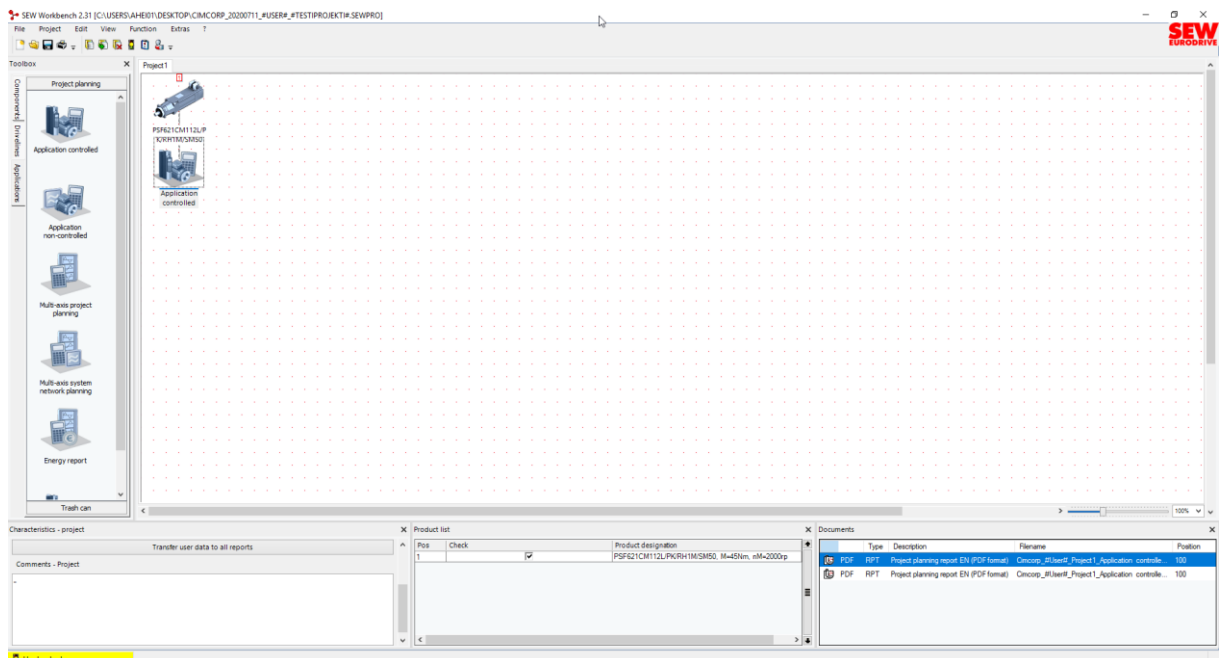 SEW Workbench 2.31 [C:\USERS\AHEI01\DESKTOP\CIMCORP_20200711_#USER#_#TESTIPROJEKTI#.SEWPRO]
File Project Edit View Function Extras ?
SEW
EURODRIVE
Toolbox
Project1
Components
Drivelines
Applications
Project planning
Application controlled
Application
non-controlled
Multi-axis project
planning
Multi-axis system
network planning
Energy report
Trash can
1
PSF621CM112L/P
K/RH1M/SM50
Application
controlled
100%
Characteristics - project
Transfer user data to all reports
Comments - Project
-
Product list
Pos Check Product designation
1 PSF621CM112L/PK/RH1M/SM50, M=45Nm, nM=2000rp
Documents
Type Description Filename Position
PDF RPT Project planning report EN (PDF format) Cimcorp_#User#_Project1_Application controlle... 100
PDF RPT Project planning report EN (PDF format) Cimcorp_#User#_Project1_Application controlle... 100